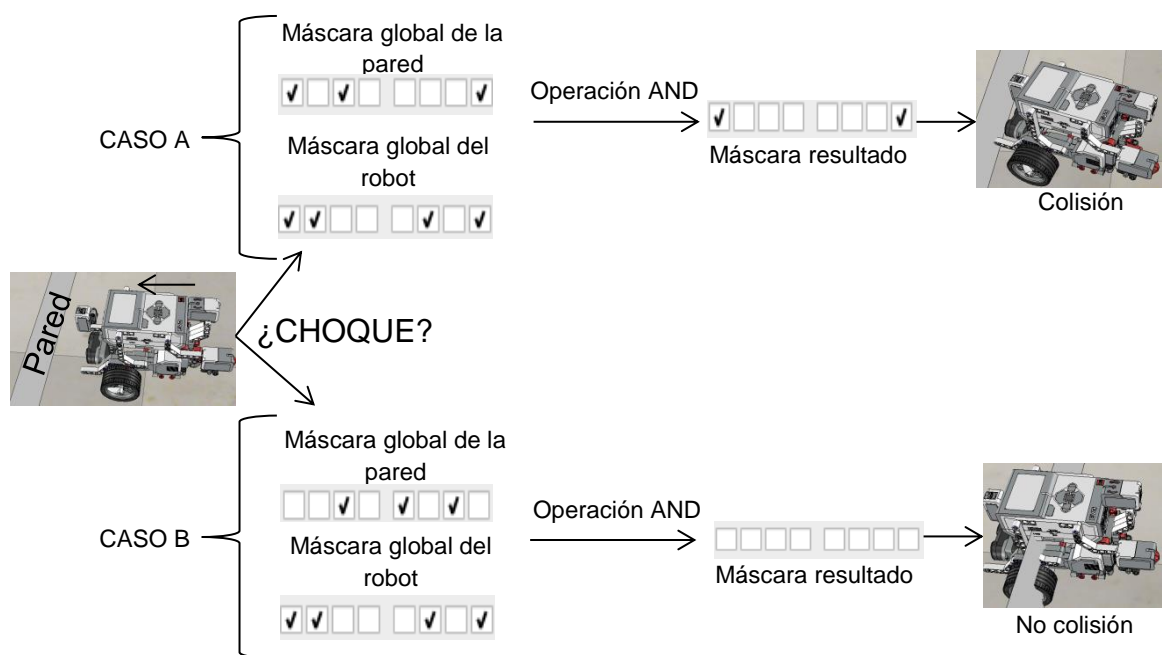 CASO A
Máscara global de la
pared
Máscara global del
robot
Operación AND
Máscara resultado
Colisión
Pared
¿CHOQUE?
CASO B
Máscara global de la
pared
Máscara global del
robot
Operación AND
Máscara resultado
No colisión